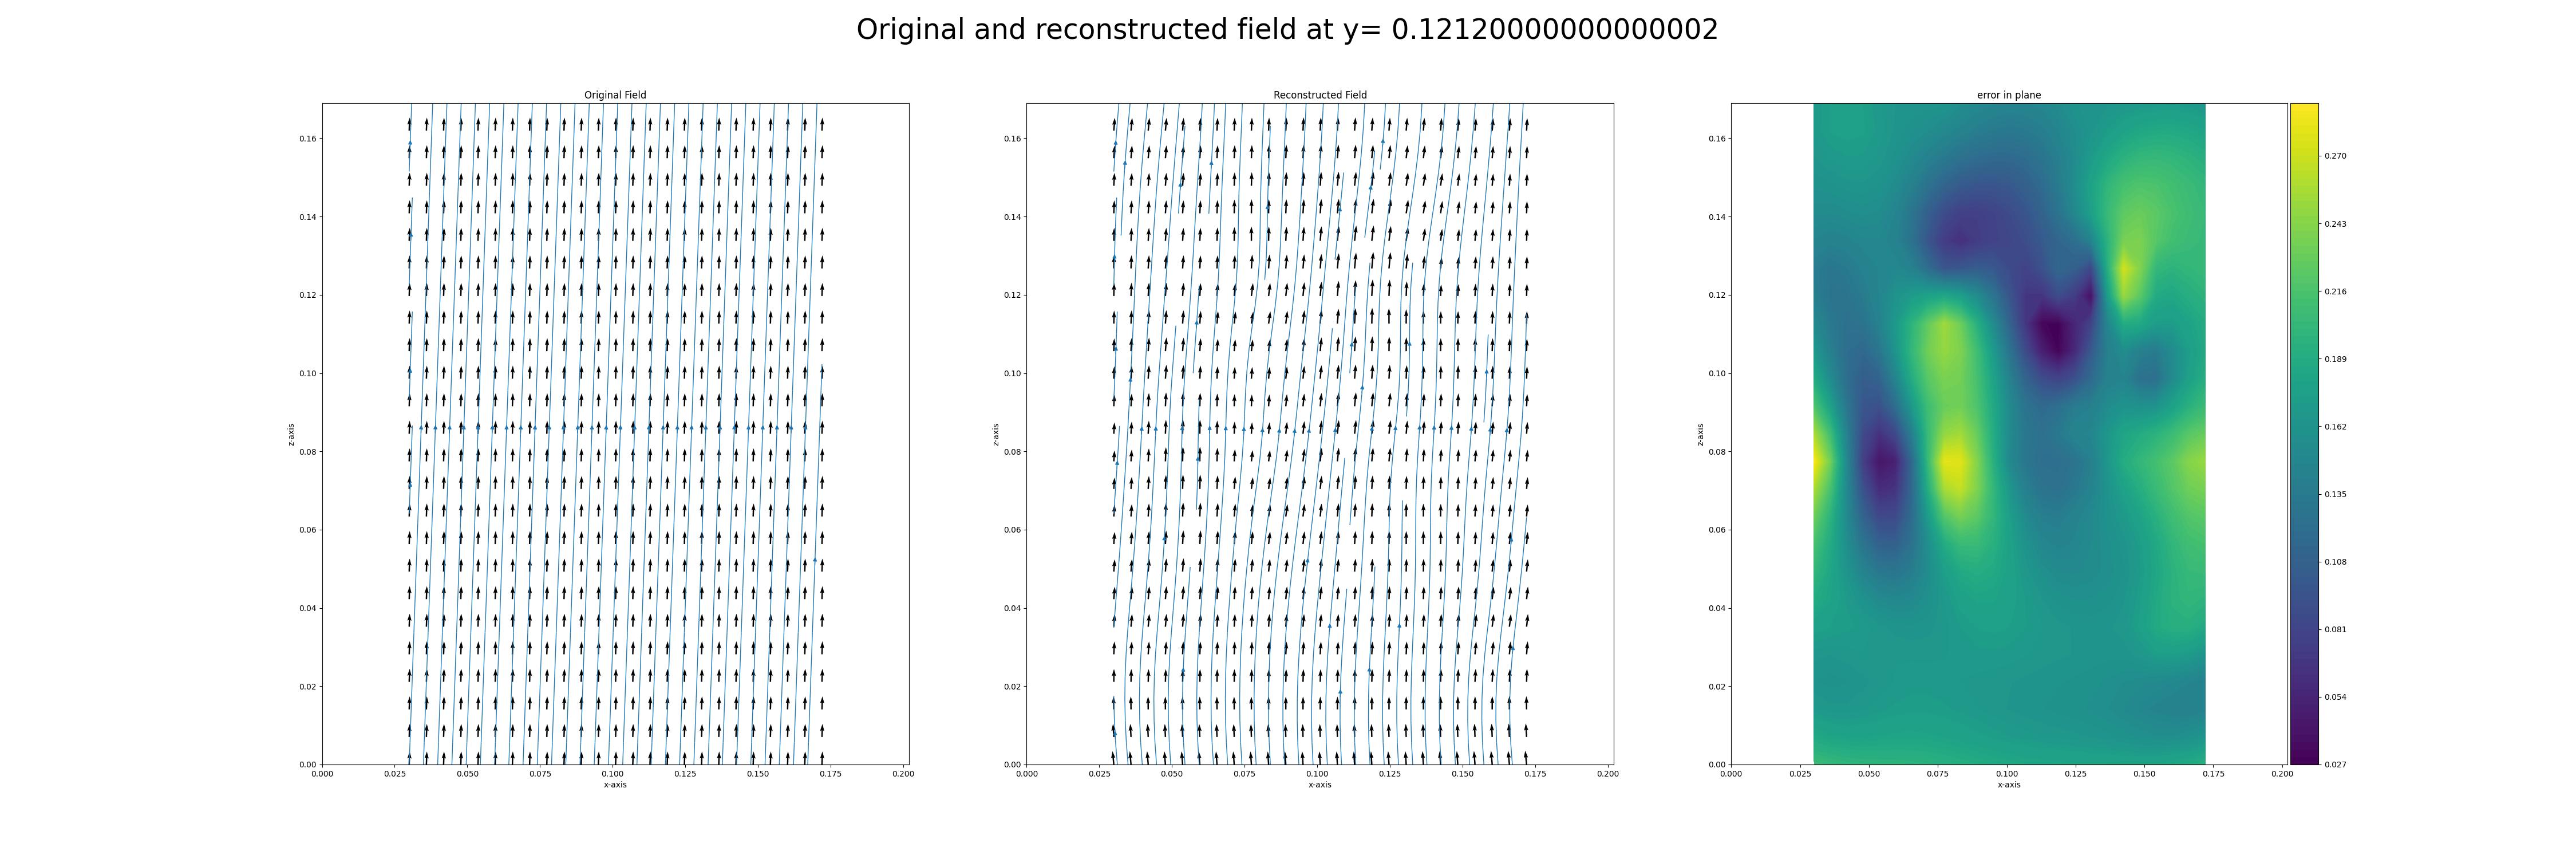 Original and reconstructed field at y= 0.12120000000000002
Original Field
0.16
0.14
0.12
0.10
0.08
0.06
0.04
0.02
0.00
z-axis
0.000 0.025 0.050 0.075 0.100 0.125 0.150 0.175 0.200
x-axis
Reconstructed Field
0.16
0.14
0.12
0.10
0.08
0.06
0.04
0.02
0.00
z-axis
0.000 0.025 0.050 0.075 0.100 0.125 0.150 0.175 0.200
x-axis
error in plane
0.16
0.14
0.12
0.10
0.08
0.06
0.04
0.02
0.00
z-axis
0.000 0.025 0.050 0.075 0.100 0.125 0.150 0.175 0.200
x-axis
0.270
0.243
0.216
0.189
0.162
0.135
0.108
0.081
0.054
0.027